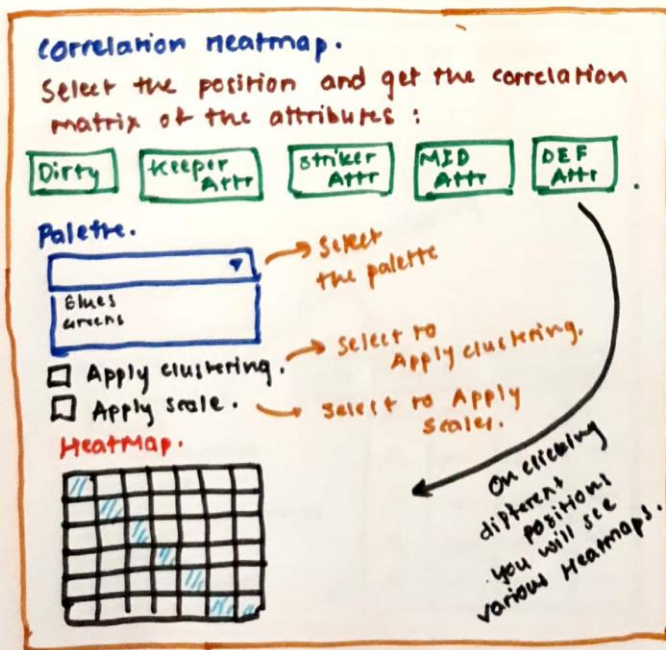 Correlation Heatmap.
Select the position and get the correlation
matrix of the attributes :
Dirty
Keeper
Attr
Striker
Attr
MID
Attr
DEF
Attr
.
Palette.
Select
the palette
Blues
Greens
Apply clustering.
Select to
Apply clustering.
Apply scale.
Select to Apply
Scales.
HeatMap.
On clicking
different
positions
you will see
various Heatmaps.